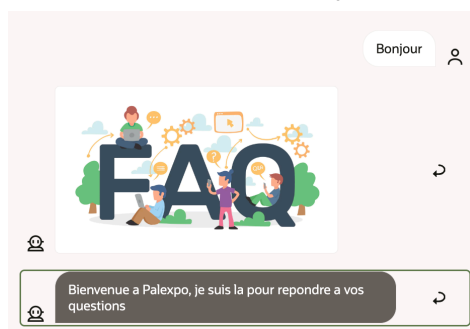 Bonjour
FAQ
Bienvenue a Palexpo, je suis la pour repondre a vos
questions